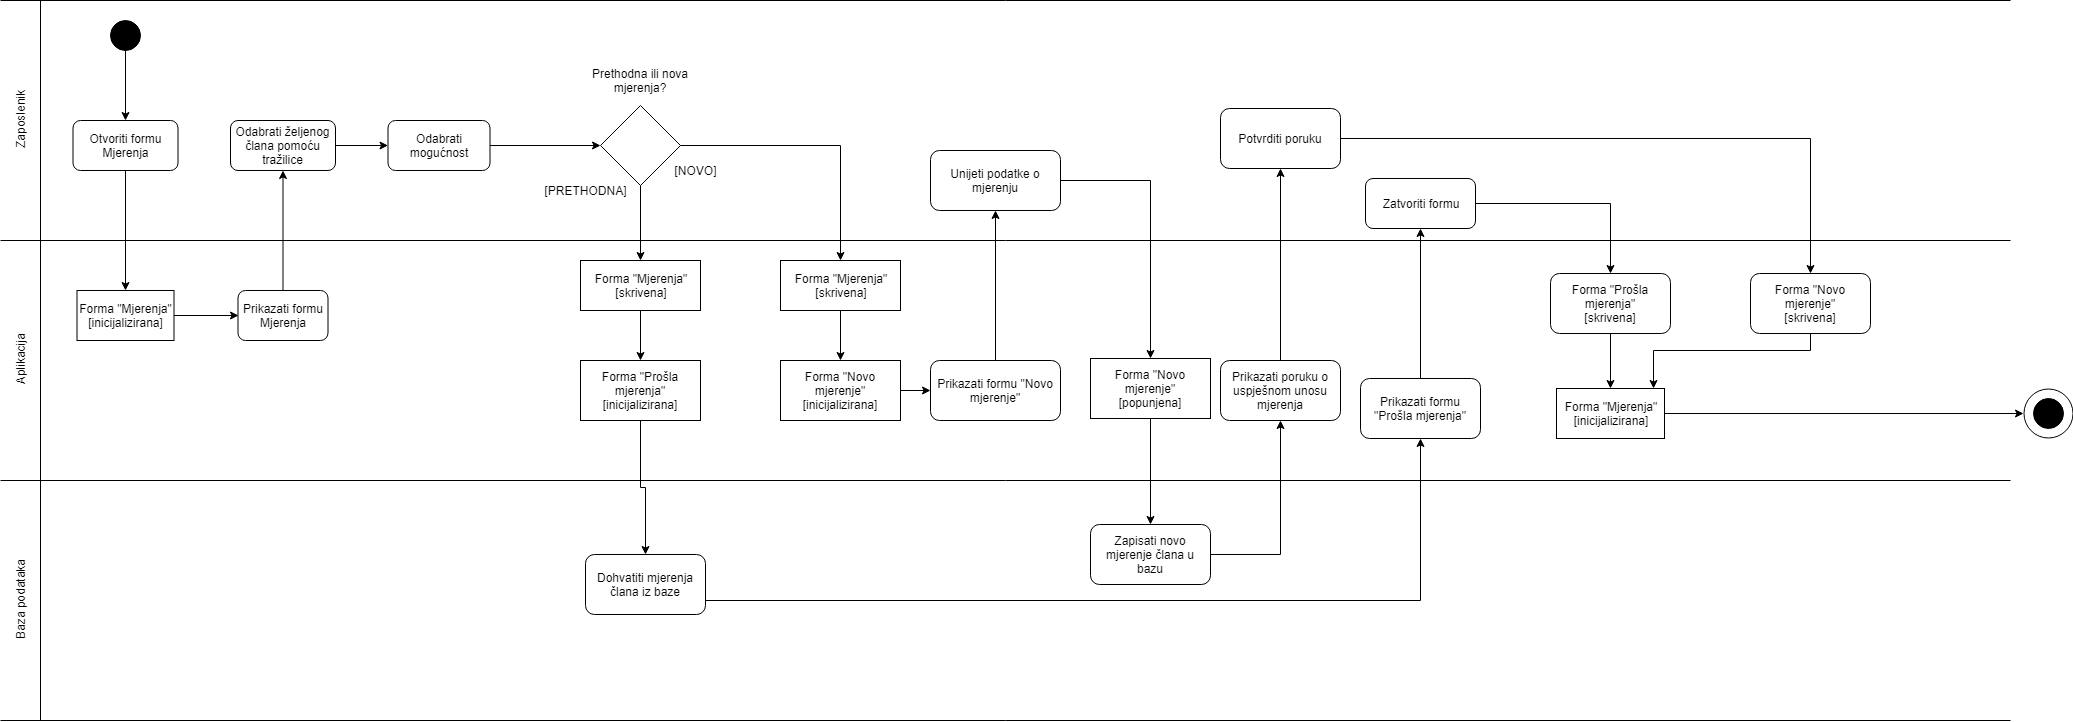 Zaposlenik
Prethodna ili nova
mjerenja?
Otvoriti formu
Mjerenja
Odabrati željenog
člana pomoću
tražilice
Odabrati
mogućnost
[NOVO]
[PRETHODNA]
Unijeti podatke o
mjerenju
Potvrditi poruku
Zatvoriti formu
Aplikacija
Forma "Mjerenja"
[inicijalizirana]
Prikazati formu
Mjerenja
Forma "Mjerenja"
[skrivena]
Forma "Prošla
mjerenja"
[inicijalizirana]
Forma "Mjerenja"
[skrivena]
Forma "Novo
mjerenje"
[inicijalizirana]
Prikazati formu "Novo
mjerenje"
Forma "Novo
mjerenje"
[popunjena]
Prikazati poruku o
uspješnom unosu
mjerenja
Prikazati formu
"Prošla mjerenja"
Forma "Prošla
mjerenja"
[skrivena]
Forma "Novo
mjerenje"
[skrivena]
Forma "Mjerenja"
[inicijalizirana]
Baza podataka
Dohvatiti mjerenja
člana iz baze
Zapisati novo
mjerenje člana u
bazu